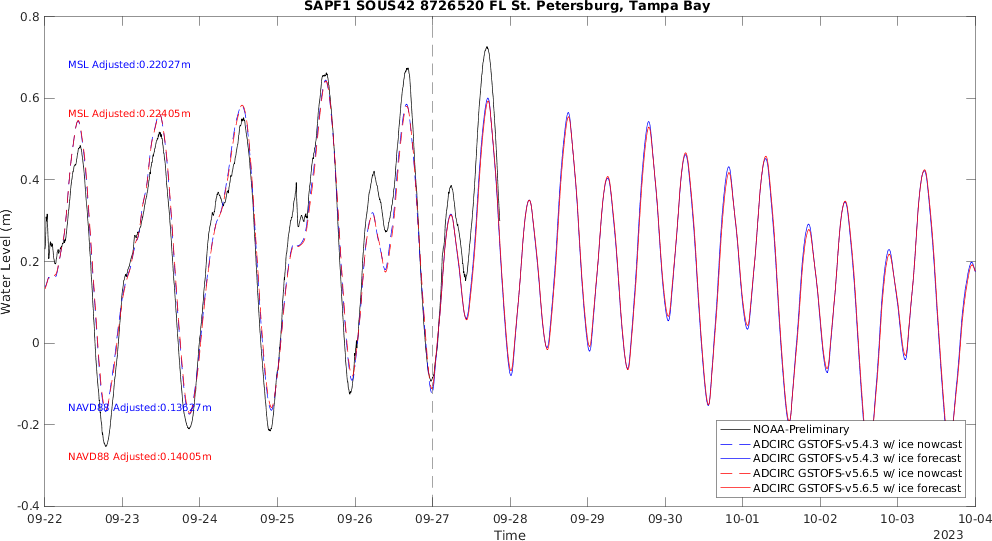 SAPF1 SOUS42 8726520 FL St. Petersburg, Tampa Bay
0.8
0.6
0.4
0.2
0
-0.2
-0.4
Water Level (m)
MSL Adjusted:0.22027m
MSL Adjusted:0.22405m
NAVD88 Adjusted:0.13627m
NAVD88 Adjusted:0.14005m
NOAA-Preliminary
ADCIRC GSTOFS-v5.4.3 w/ ice nowcast
ADCIRC GSTOFS-v5.4.3 w/ ice forecast
ADCIRC GSTOFS-v5.6.5 w/ ice nowcast
ADCIRC GSTOFS-v5.6.5 w/ ice forecast
09-22 09-23 09-24 09-25 09-26 09-27 09-28 09-29 09-30 10-01 10-02 10-03 10-04
Time
2023